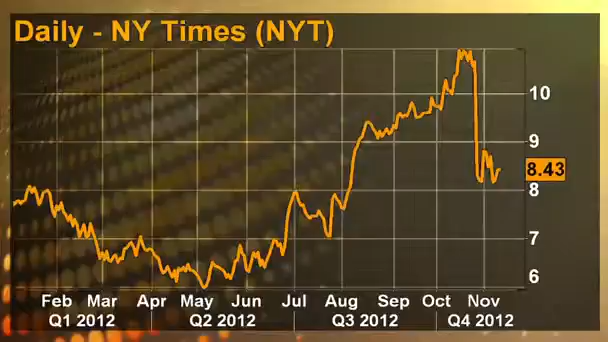 Daily - NY Times (NYT)
10
9
8.43
8
7
6
Feb Mar Apr May Jun Jul Aug Sep Oct Nov
Q1 2012 Q2 2012 Q3 2012 Q4 2012